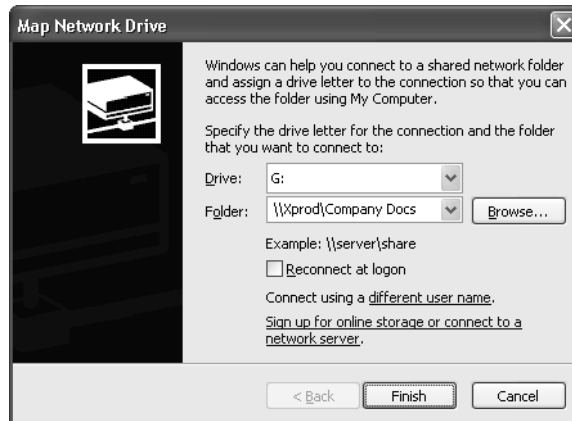 Map Network Drive
Windows can help you connect to a shared network folder
and assign a drive letter to the connection so that you can
access the folder using My Computer.
Specify the drive letter for the connection and the folder
that you want to connect to:
Drive: G:
Folder: \\Xprod\Company Docs Browse...
Example: \\server\share
Reconnect at logon
Connect using a different user name.
Sign up for online storage or connect to a
network server.
< Back Finish Cancel